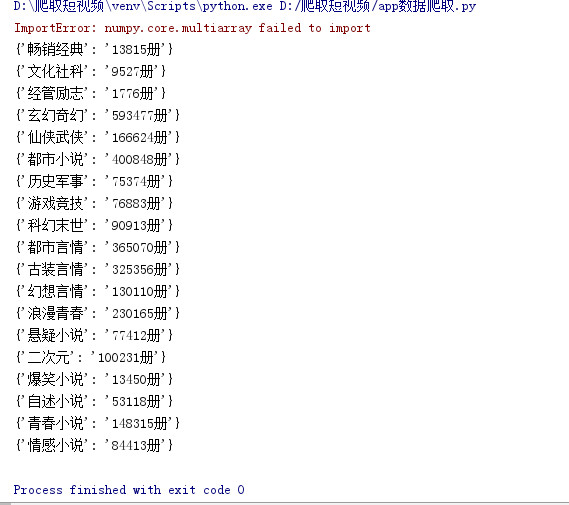 D:\爬取短视频\venv\Scripts\python.exe D:/爬取短视频/app数据爬取.py
ImportError: numpy.core.multiarray failed to import
{'畅销经典': '13815册'}
{'文化社科': '9527册'}
{'经管励志': '1776册'}
{'玄幻奇幻': '593477册'}
{'仙侠武侠': '166624册'}
{'都市小说': '400848册'}
{'历史军事': '75374册'}
{'游戏竞技': '76883册'}
{'科幻末世': '90913册'}
{'都市言情': '365070册'}
{'古装言情': '325356册'}
{'幻想言情': '130110册'}
{'浪漫青春': '230165册'}
{'悬疑小说': '77412册'}
{'二次元': '100231册'}
{'爆笑小说': '13450册'}
{'自述小说': '53118册'}
{'青春小说': '148315册'}
{'情感小说': '84413册'}
Process finished with exit code 0